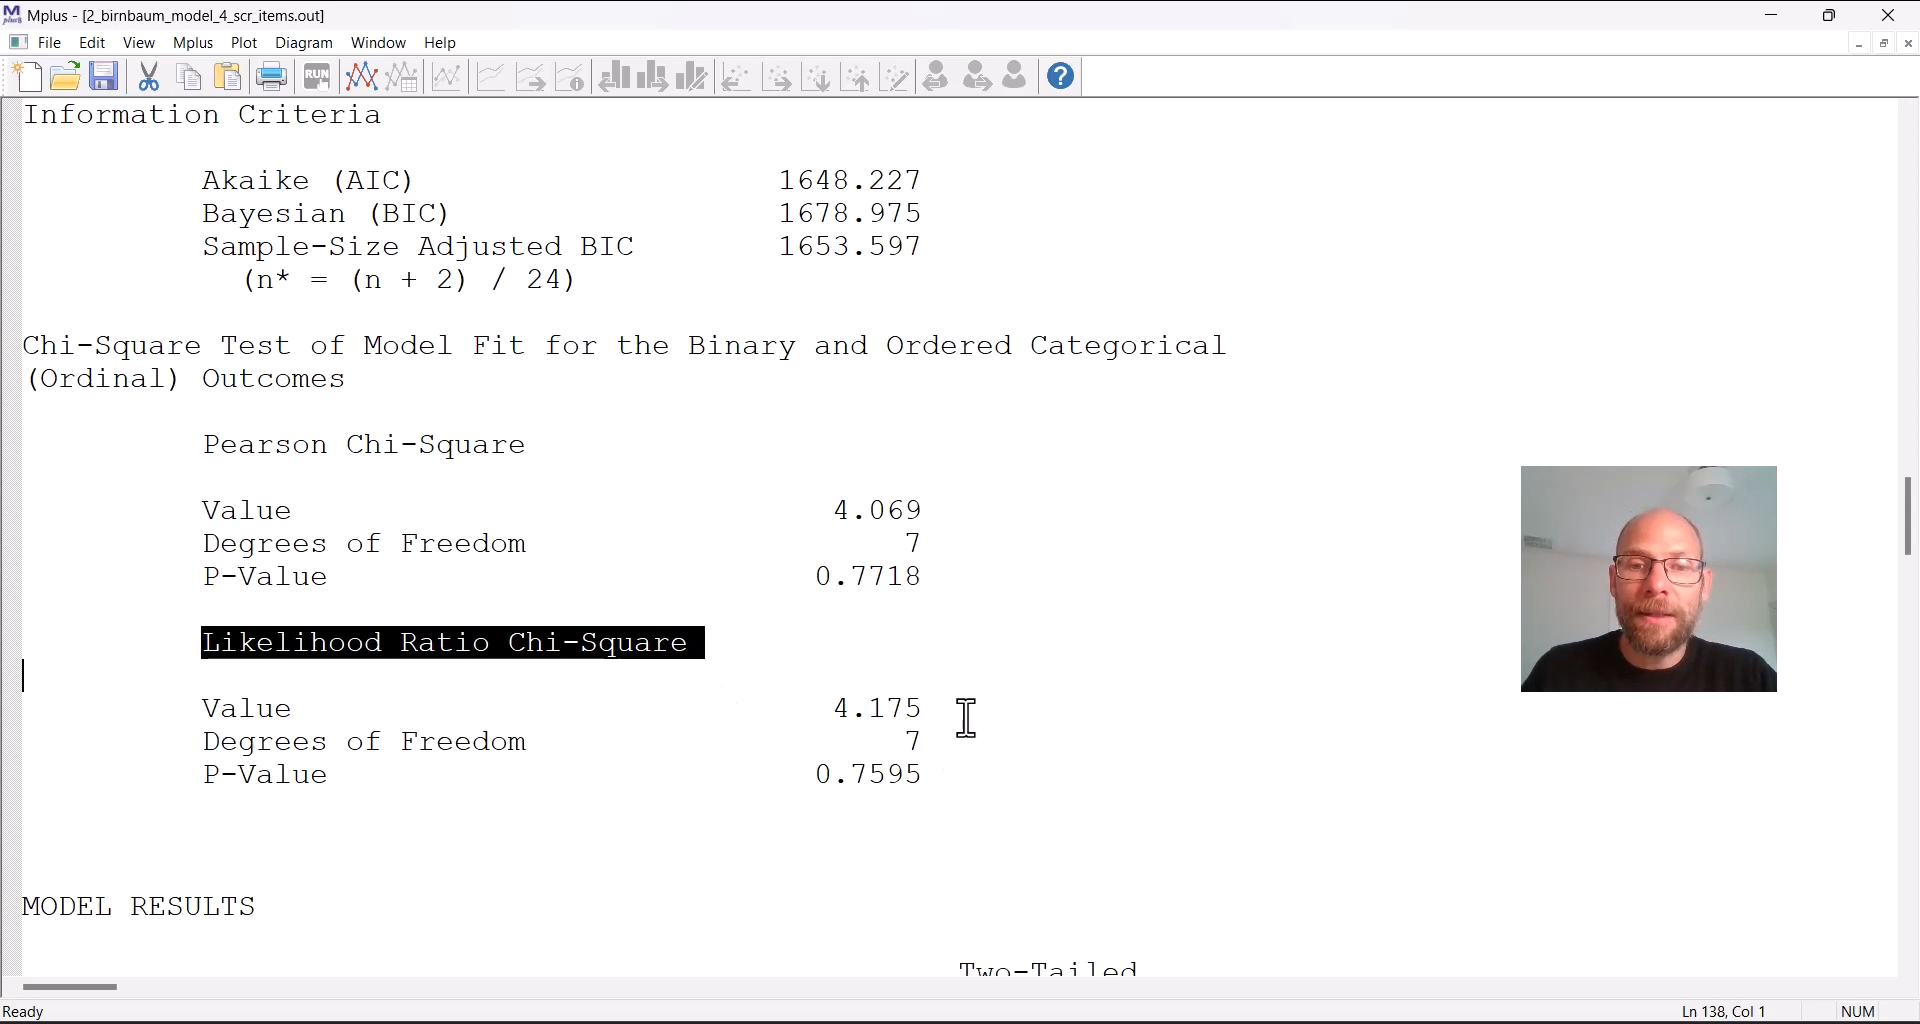 Mplus - [2_birnbaum_model_4_scr_items.out]
File Edit View Mplus Plot Diagram Window Help
RUN
Information Criteria
Akaike (AIC) 1648.227
Bayesian (BIC) 1678.975
Sample-Size Adjusted BIC 1653.597
(n* = (n + 2) / 24)
Chi-Square Test of Model Fit for the Binary and Ordered Categorical
(Ordinal) Outcomes
Pearson Chi-Square
Value 4.069
Degrees of Freedom 7
P-Value 0.7718
Likelihood Ratio Chi-Square
Value 4.175
Degrees of Freedom 7
P-Value 0.7595
MODEL RESULTS
Two-Tailed
Ready Ln 138, Col 1 NUM